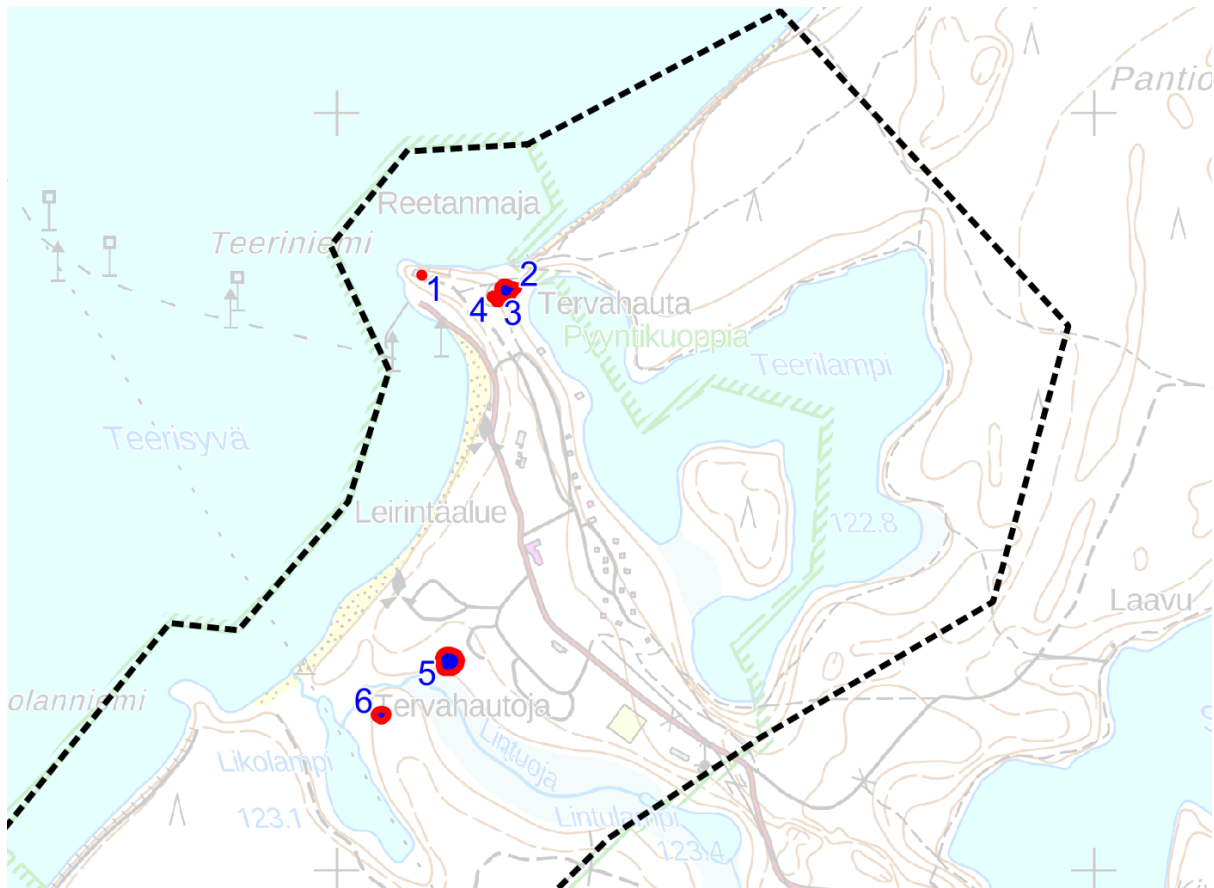 Pantio
Reetanmaja
Teeriniemi
1
2
Tervahauta
4
3
Pyyntikuoppia
Teerilampi
Teerisyvä
Leirintäalue
122.8
Laavu
5
olanniemi
6
Tervahautoja
Lintuoja
Likolampi
123.1
Lintulampi
123.4